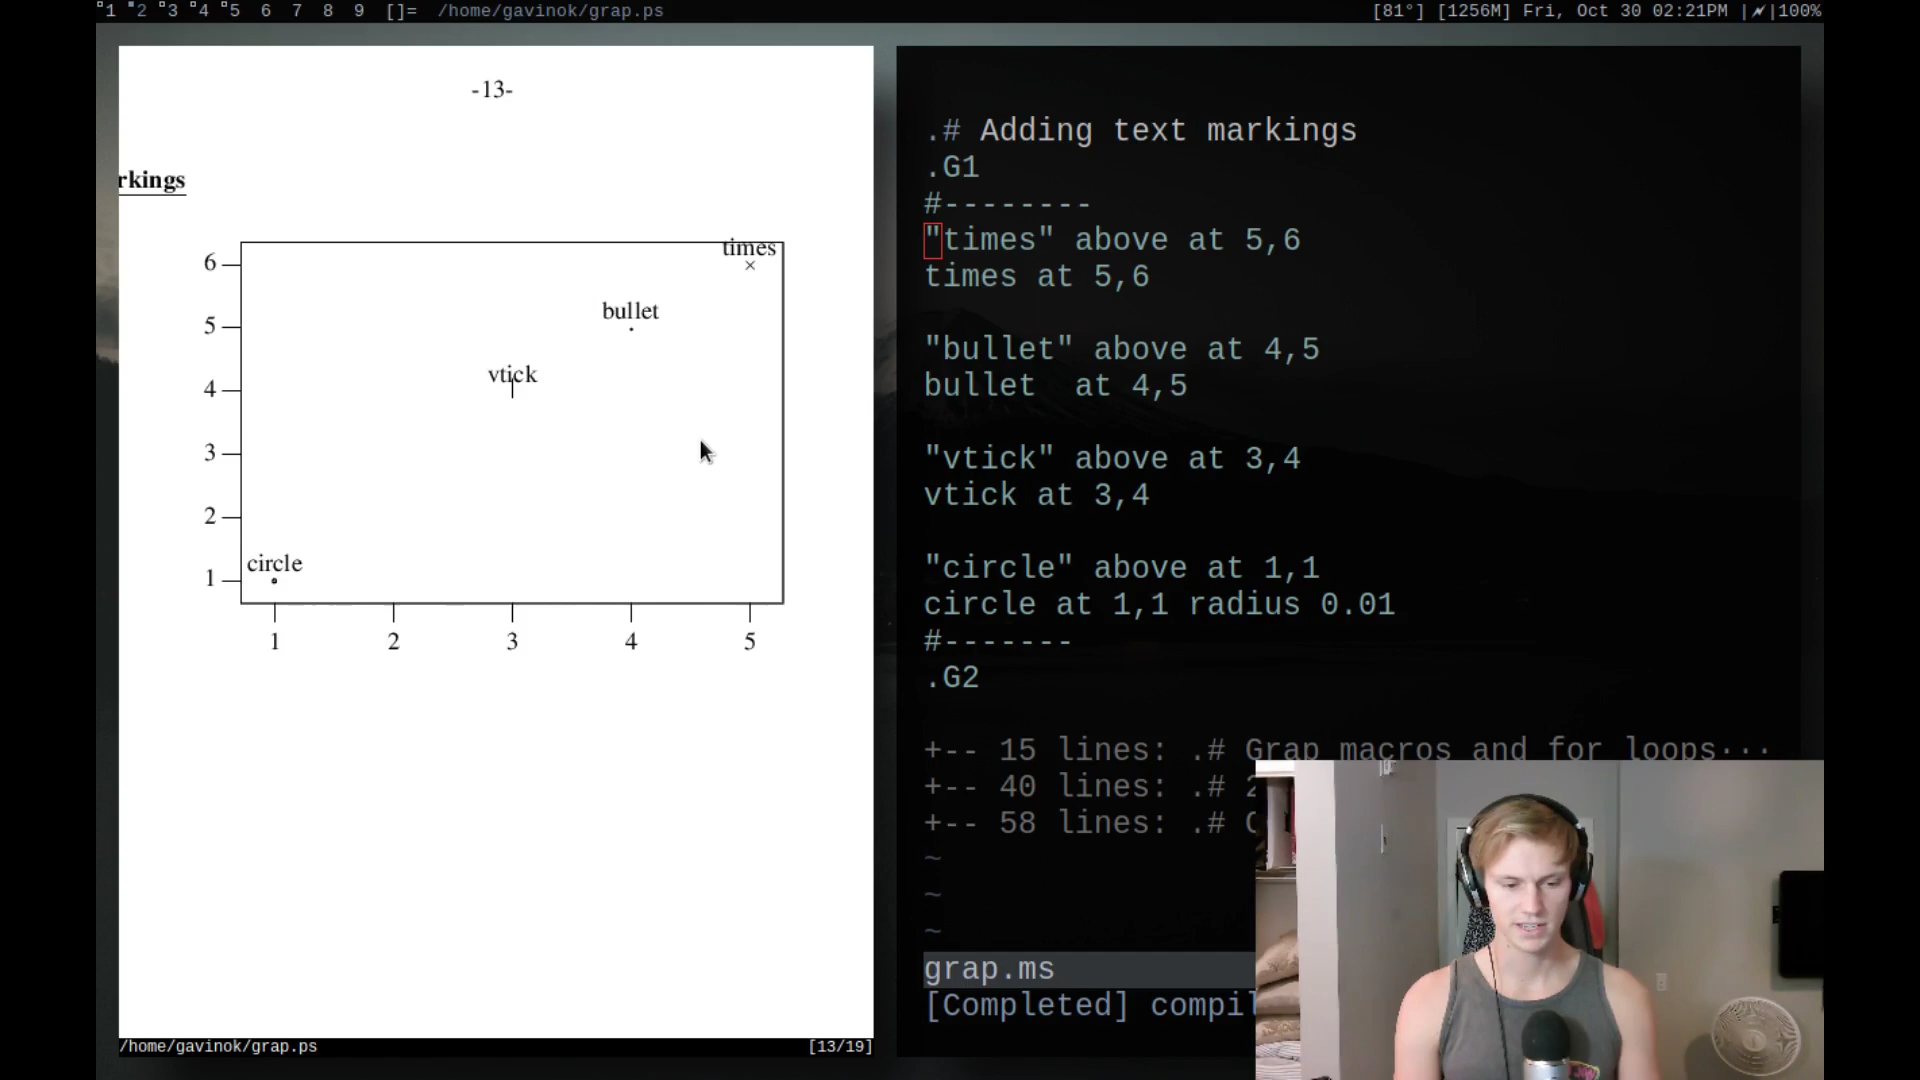 1 2 3 4 5 6 7 8 9 []= /home/gavinok/grap.ps
[81°] [1256M] Fri, Oct 30 02:21PM | |100%
-13-
rkings
times
6
bullet
5
vtick
4
3
2
circle
1
1 2 3 4 5
/home/gavinok/grap.ps [13/19]
.# Adding text markings
.G1
#--------
"times" above at 5,6
times at 5,6
"bullet" above at 4,5
bullet  at 4,5
"vtick" above at 3,4
vtick at 3,4
"circle" above at 1,1
circle at 1,1 radius 0.01
#-------
.G2
+-- 15 lines: .# Grap macros and for loops···
+-- 40 lines: .# 2
+-- 58 lines: .#
~
~
~
grap.ms
[Completed] compil